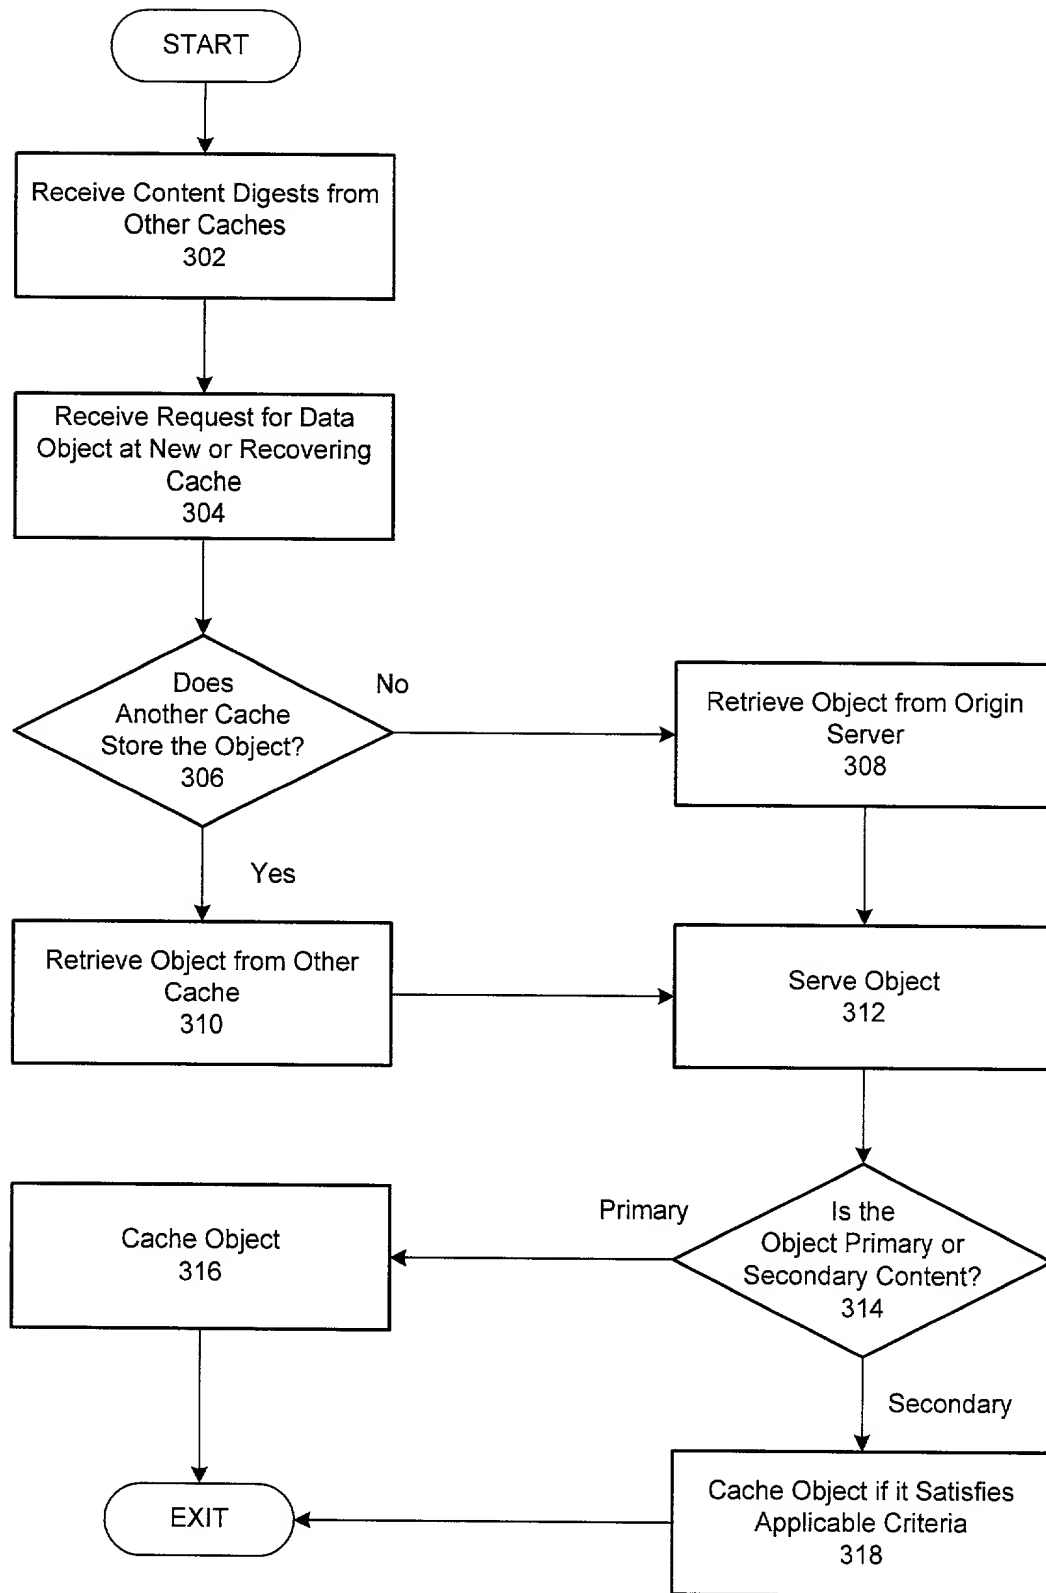 START
Receive Content Digests from
Other Caches
302
Receive Request for Data
Object at New or Recovering
Cache
304
Does
Another Cache
Store the Object?
306
No
Retrieve Object from Origin
Server
308
Yes
Retrieve Object from Other
Cache
310
Serve Object
312
Is the
Object Primary or
Secondary Content?
314
Primary
Cache Object
316
Secondary
Cache Object if it Satisfies
Applicable Criteria
318
EXIT